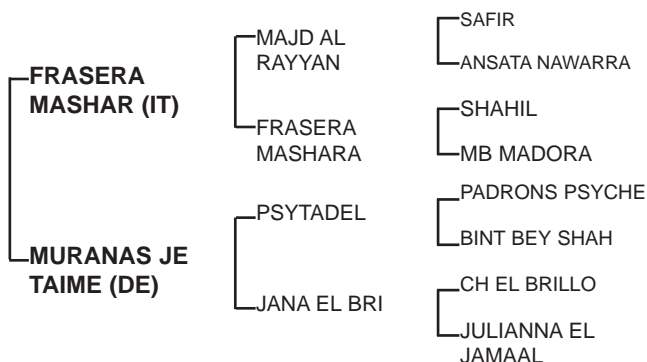 FRASERA
MASHAR (IT)
MAJD AL
RAYYAN
SAFIR
ANSATA NAWARRA
FRASERA
MASHARA
SHAHIL
MB MADORA
MURANAS JE
TAIME (DE)
PSYTADEL
PADRONS PSYCHE
BINT BEY SHAH
JANA EL BRI
CH EL BRILLO
JULIANNA EL
JAMAAL